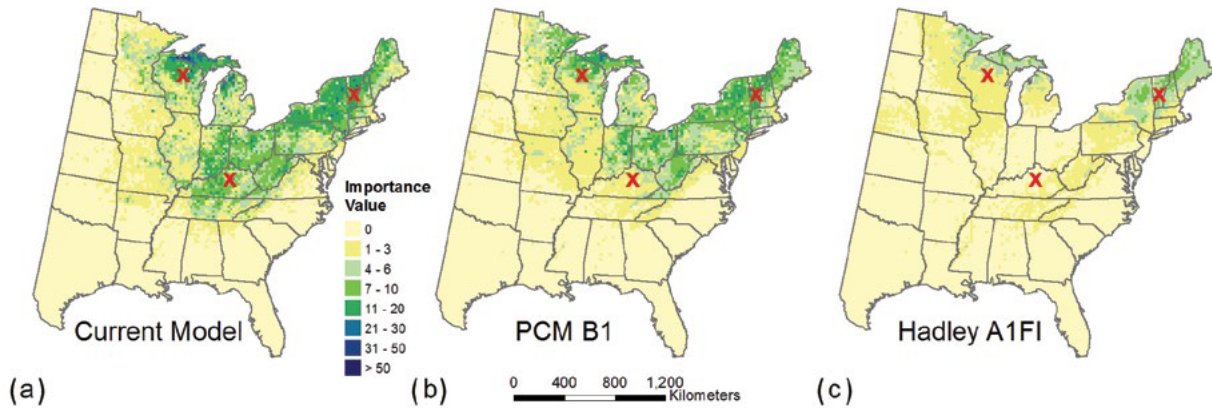 X
X
X
Current Model
Importance
Value
0
1 - 3
4 - 6
7 - 10
11 - 20
21 - 30
31 - 50
> 50
(a)
X
X
X
PCM B1
(b)
0 400 800 1,200
Kilometers
X
X
X
Hadley A1FI
(c)